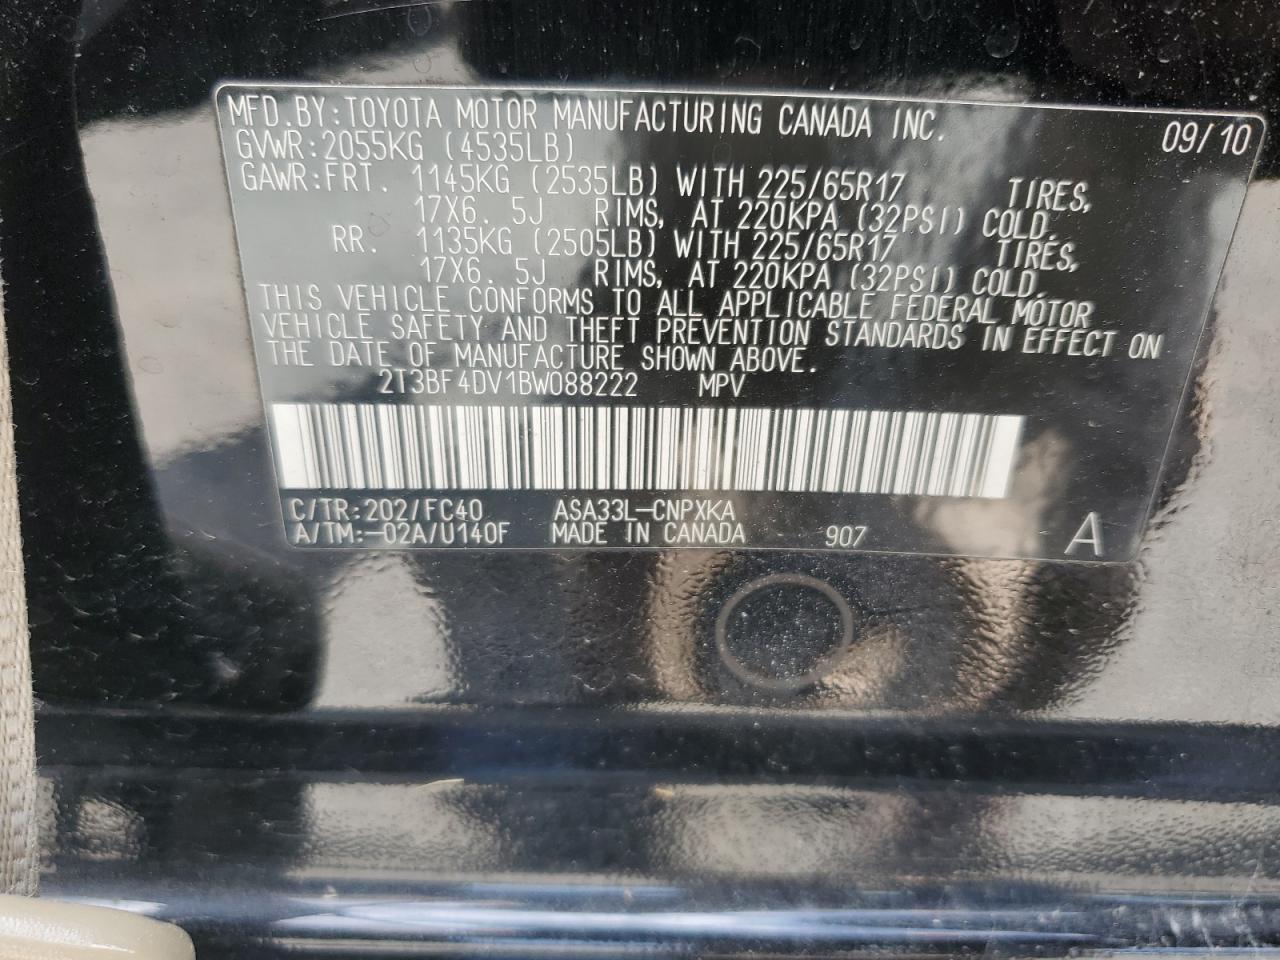 MFD.BY:TOYOTA MOTOR MANUFACTURING CANADA INC. 09/10
GVWR:2055KG (4535LB)
GAWR:FRT. 1145KG (2535LB) WITH 225/65R17 TIRES,
17X6.5J RIMS, AT 220KPA (32PSI) COLD.
RR. 1135KG (2505LB) WITH 225/65R17 TIRES,
17X6.5J RIMS, AT 220KPA (32PSI) COLD.
THIS VEHICLE CONFORMS TO ALL APPLICABLE FEDERAL MOTOR
VEHICLE SAFETY AND THEFT PREVENTION STANDARDS IN EFFECT ON
THE DATE OF MANUFACTURE SHOWN ABOVE.
2T3BF4DV1BW088222 MPV
C/TR:202/FC40 ASA33L-CNPXKA
A/TM:-02A/U140F MADE IN CANADA 907 A